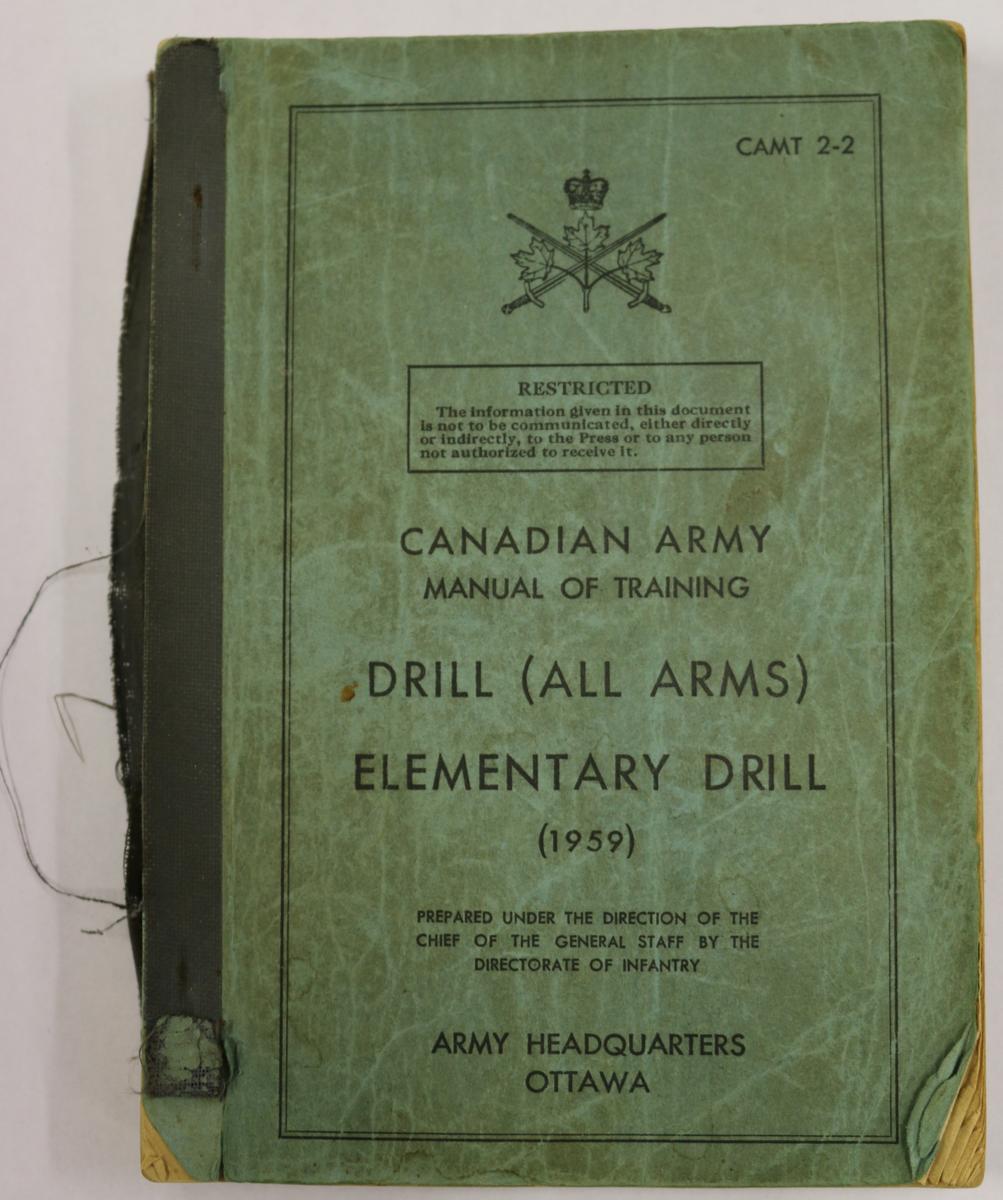 CAMT 2-2
RESTRICTED
The information given in this document
is not to be communicated, either directly
or indirectly, to the Press or to any person
not authorized to receive it.
CANADIAN ARMY
MANUAL OF TRAINING
DRILL (ALL ARMS)
ELEMENTARY DRILL
(1959)
PREPARED UNDER THE DIRECTION OF THE
CHIEF OF THE GENERAL STAFF BY THE
DIRECTORATE OF INFANTRY
ARMY HEADQUARTERS
OTTAWA